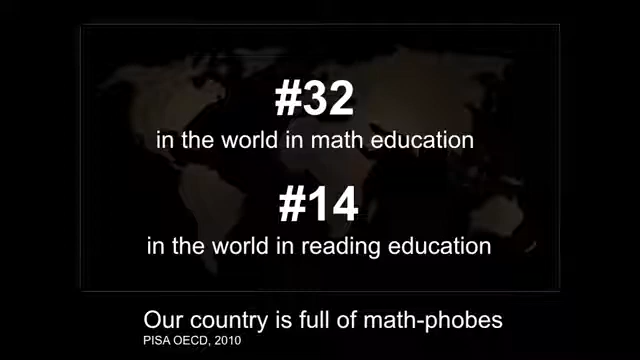 #32
in the world in math education
#14
in the world in reading education
Our country is full of math-phobes
PISA OECD, 2010